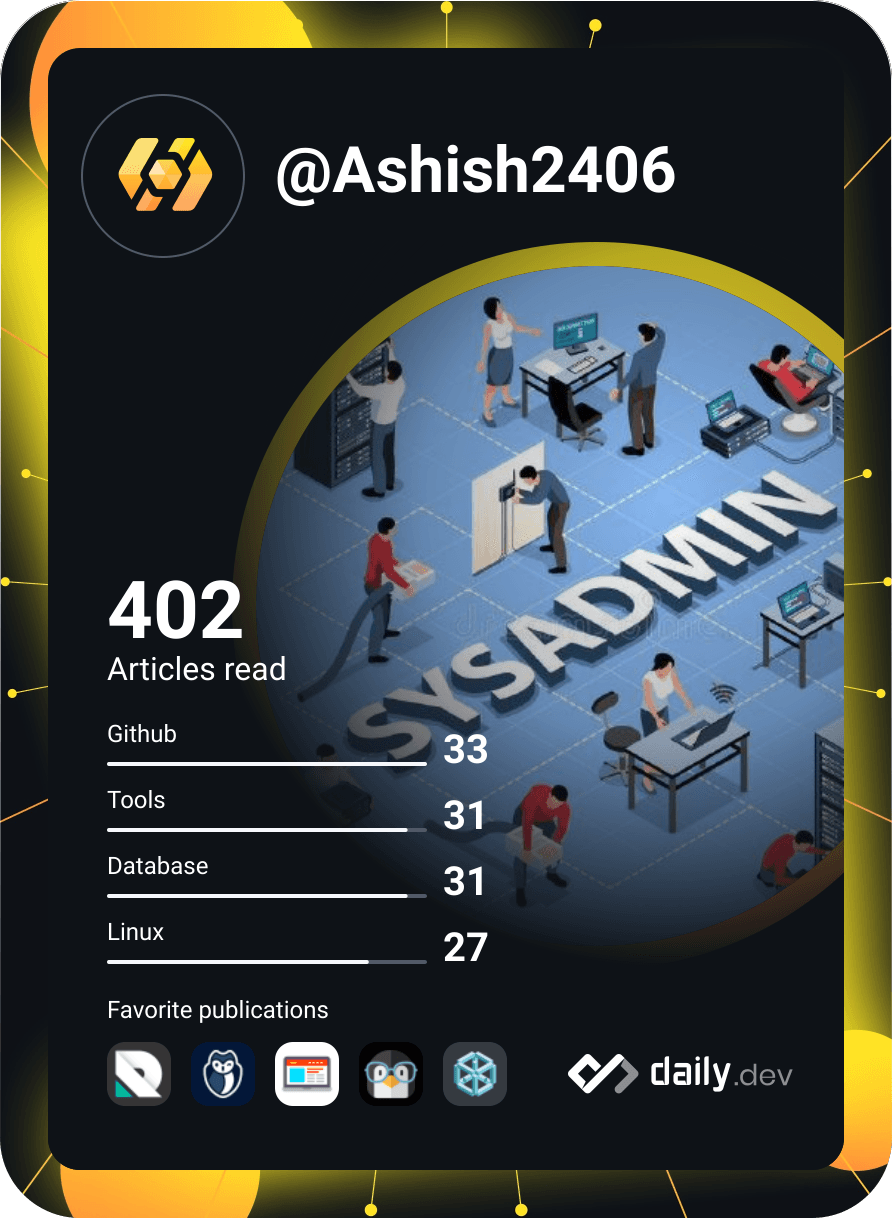 @Ashish2406
SYSADMIN
402
Articles read
Github
33
Tools
31
Database
31
Linux
27
Favorite publications
daily.dev